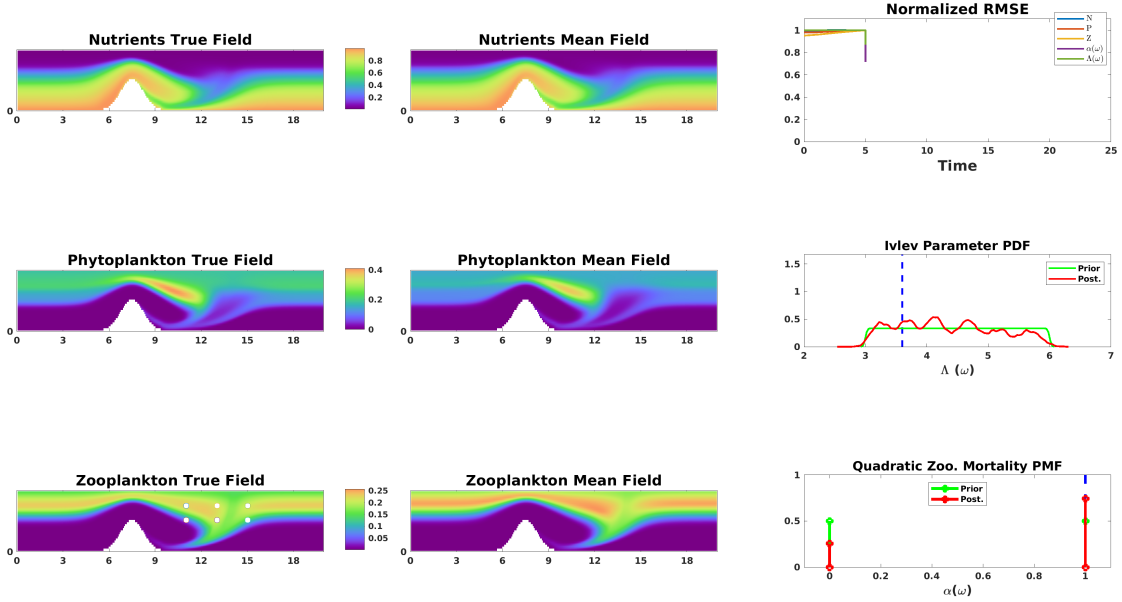 Nutrients True Field
0.8
0.6
0.4
0.2
0
0 3 6 9 12 15 18
Nutrients Mean Field
0
0 3 6 9 12 15 18
Normalized RMSE
N
P
Z
α(ω)
Λ(ω)
1
0.8
0.6
0.4
0.2
0
0 5 10 15 20 25
Time
Phytoplankton True Field
0.4
0.2
0
0
0 3 6 9 12 15 18
Phytoplankton Mean Field
0
0 3 6 9 12 15 18
Ivlev Parameter PDF
Prior
Post.
1.5
1
0.5
0
2 3 4 5 6 7
Λ (ω)
Zooplankton True Field
0.25
0.2
0.15
0.1
0.05
0
0 3 6 9 12 15 18
Zooplankton Mean Field
0
0 3 6 9 12 15 18
Quadratic Zoo. Mortality PMF
Prior
Post.
1
0.5
0
0 0.2 0.4 0.6 0.8 1
α(ω)